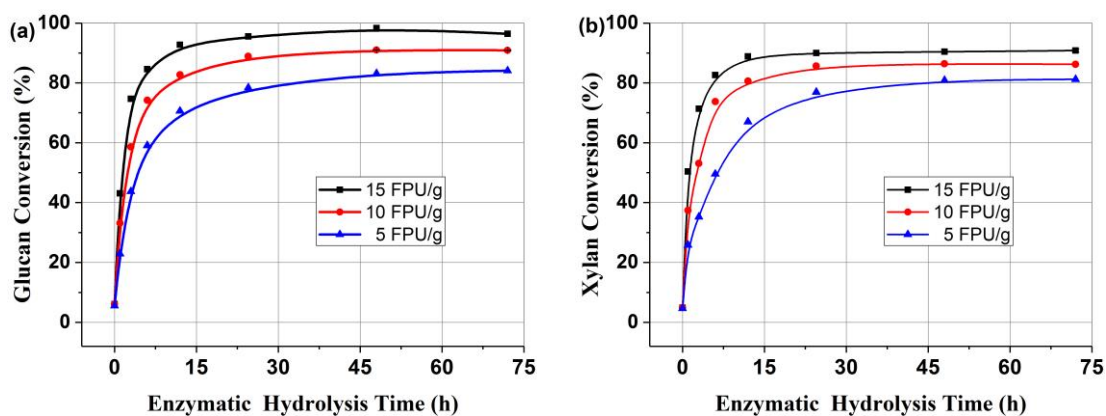 (a)
Glucan Conversion (%)
100
80
60
40
20
0
15 FPU/g
10 FPU/g
5 FPU/g
0 15 30 45 60 75
Enzymatic Hydrolysis Time (h)
(b)
Xylan Conversion (%)
100
80
60
40
20
0
15 FPU/g
10 FPU/g
5 FPU/g
0 15 30 45 60 75
Enzymatic Hydrolysis Time (h)